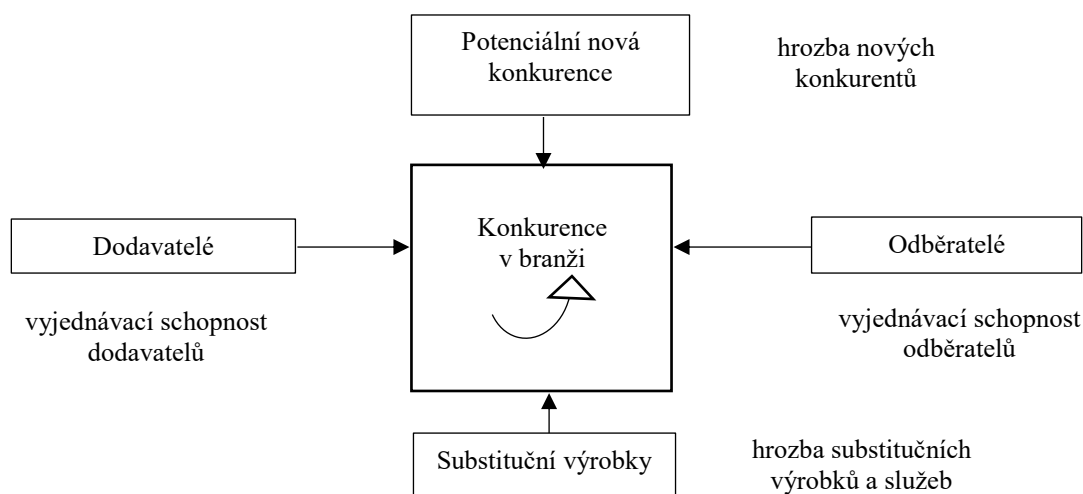 Potenciální nová
konkurence
hrozba nových
konkurentů
Konkurence
v branži
Dodavatelé
Odběratelé
vyjednávací schopnost
dodavatelů
vyjednávací schopnost
odběratelů
Substituční výrobky
hrozba substitučních
výrobků a služeb